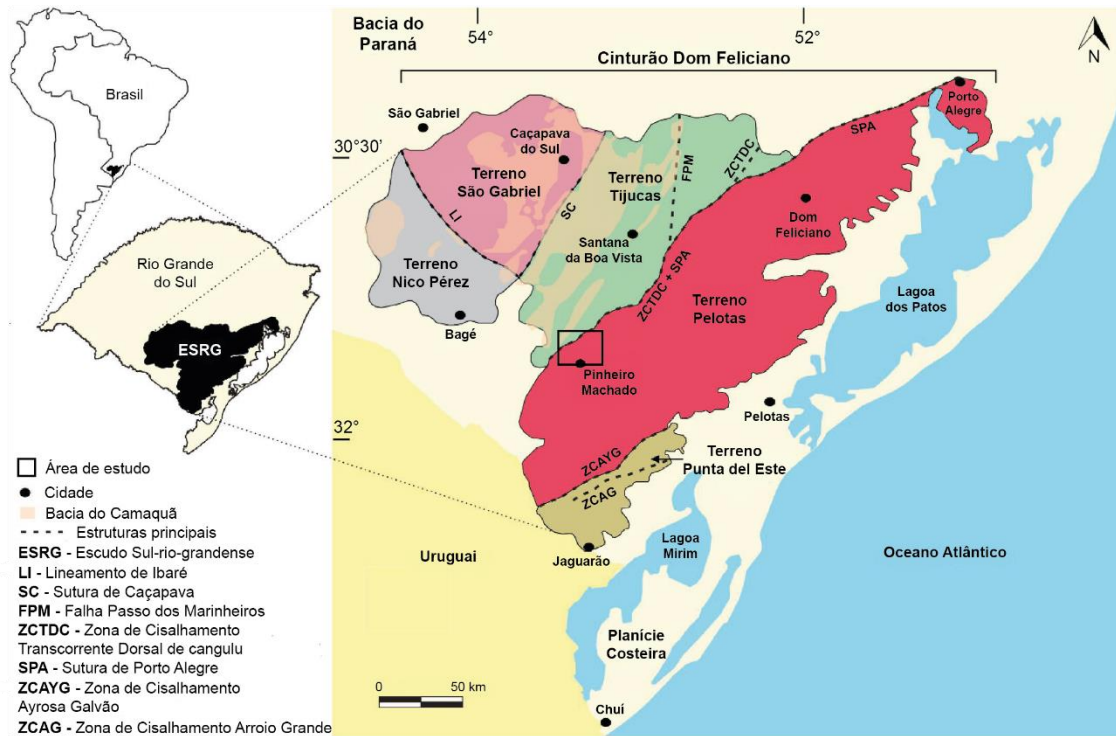 Brasil
Rio Grande
do Sul
ESRG
Área de estudo
Cidade
Bacia do Camaquã
Estruturas principais
ESRG - Escudo Sul-rio-grandense
LI - Lineamento de Ibaré
SC - Sutura de Caçapava
FPM - Falha Passo dos Marinheiros
ZCTDC - Zona de Cisalhamento
Transcorrente Dorsal de cangulu
SPA - Sutura de Porto Alegre
ZCAYG - Zona de Cisalhamento
Ayrosa Galvão
ZCAG - Zona de Cisalhamento Arroio Grande
Bacia do
Paraná
54°
52°
N
Cinturão Dom Feliciano
São Gabriel
30°30’
Caçapava
do Sul
Terreno
São Gabriel
LI
SC
Terreno
Tijucas
FPM
ZCTDC
SPA
Porto
Alegre
Santana
da Boa Vista
Dom
Feliciano
Terreno
Nico Pérez
Bagé
ZCTDC + SPA
Terreno
Pelotas
Lagoa
dos Patos
Pinheiro
Machado
Pelotas
32°
ZCAYG
ZCAG
Terreno
Punta del Este
Uruguai
Jaguarão
Lagoa
Mirim
Oceano Atlântico
Planície
Costeira
0 50 km
Chuí